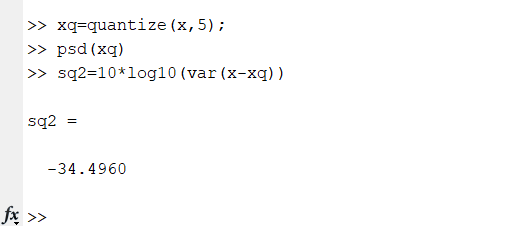 >> xq=quantize(x,5);
>> psd(xq)
>> sq2=10*log10(var(x-xq))
sq2 =
-34.4960
fx >>